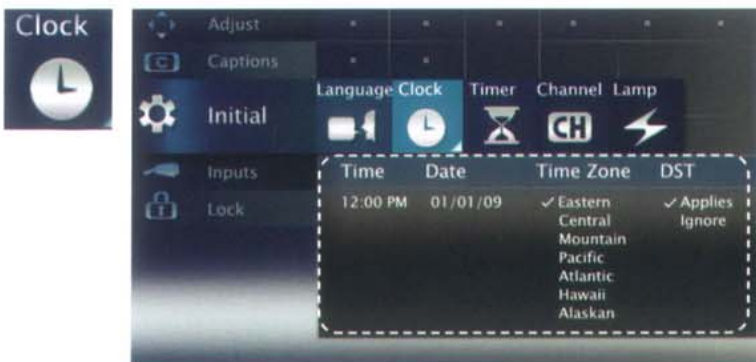 Clock
Adjust
Captions
Language Clock Timer Channel Lamp
Initial
CH
Inputs
Time Date Time Zone DST
Lock
12:00 PM 01/01/09 ✓ Eastern ✓ Applies
Central Ignore
Mountain
Pacific
Atlantic
Hawaii
Alaskan